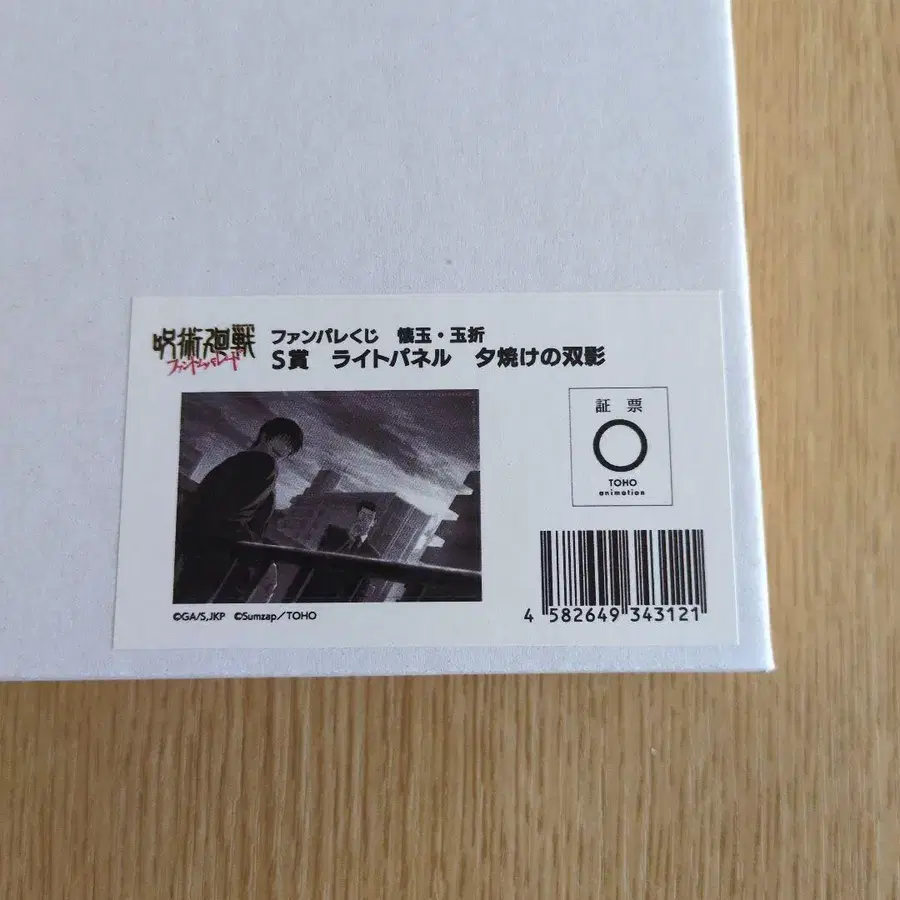 呪術廻戦
ファントムパレード
ファンパレくじ 懐玉・玉折
S賞 ライトパネル 夕焼けの双影
証 票
TOHO
animation
©GA/S,JKP ©Sumzap/TOHO
4 582649 343121